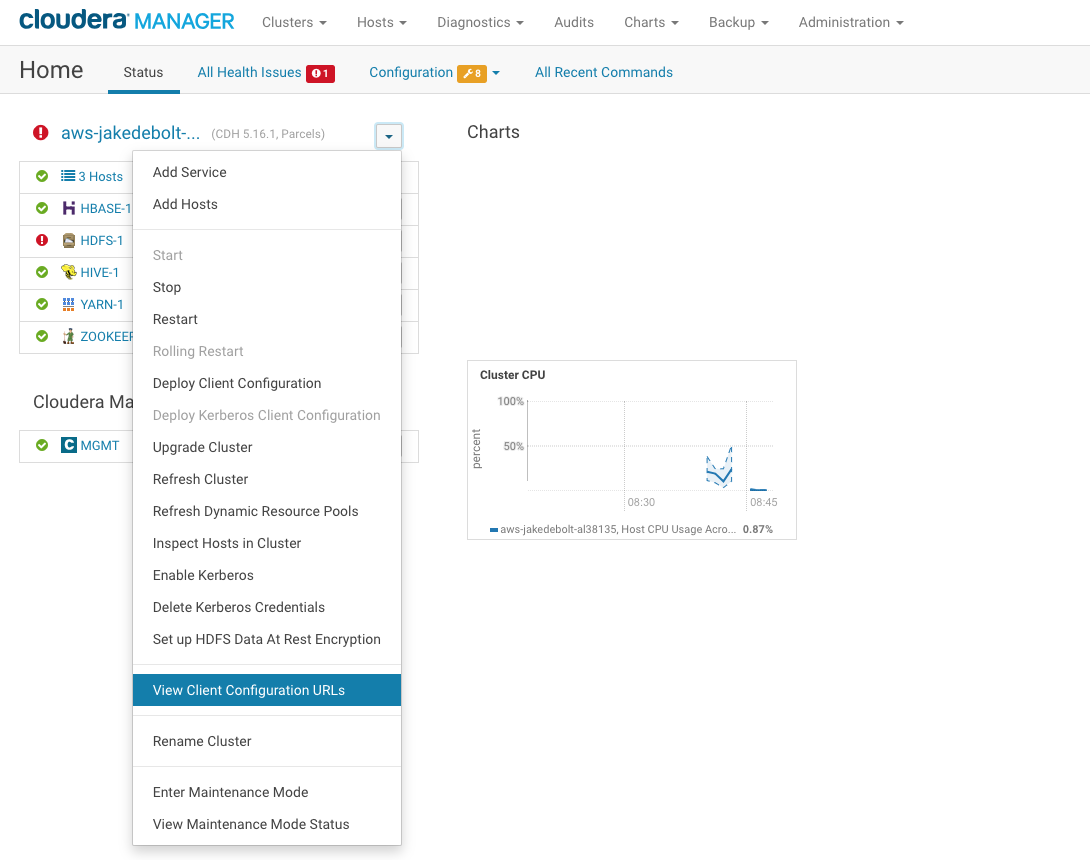 cloudera MANAGER Clusters Hosts Diagnostics Audits Charts Backup Administration
Home Status All Health Issues 1 Configuration 8 All Recent Commands
aws-jakedebolt-... (CDH 5.16.1, Parcels)
3 Hosts
HBASE-1
HDFS-1
HIVE-1
YARN-1
ZOOKEEP
Cloudera Ma
MGMT
Add Service
Add Hosts
Start
Stop
Restart
Rolling Restart
Deploy Client Configuration
Deploy Kerberos Client Configuration
Upgrade Cluster
Refresh Cluster
Refresh Dynamic Resource Pools
Inspect Hosts in Cluster
Enable Kerberos
Delete Kerberos Credentials
Set up HDFS Data At Rest Encryption
View Client Configuration URLs
Rename Cluster
Enter Maintenance Mode
View Maintenance Mode Status
Charts
Cluster CPU
percent
100%
50%
08:30 08:45
aws-jakedebolt-al38135, Host CPU Usage Acro... 0.87%